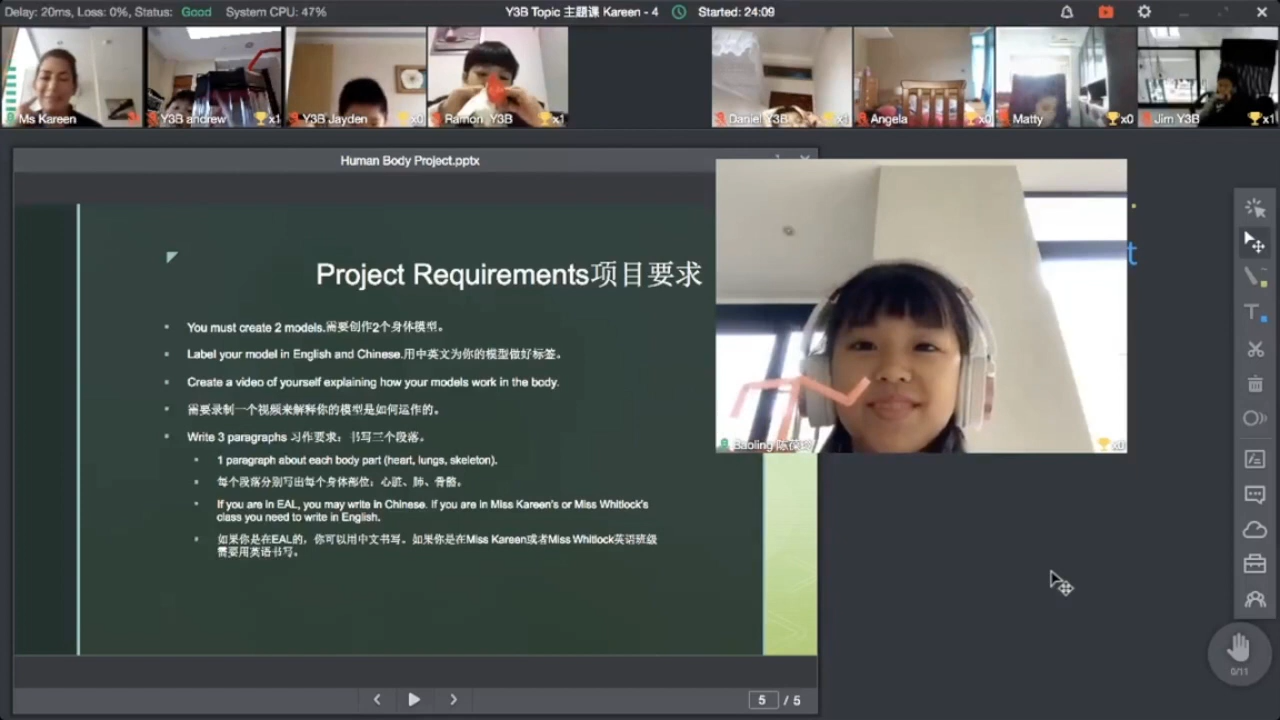 Delay: 20ms, Loss: 0%, Status: Good System CPU: 47%
Y3B Topic 主题课 Kareen - 4
Started: 24:09
Ms Kareen
Y3B andrew x1
Y3B Jayden x0
Ramon Y3B x1
Daniel Y3B
Angela x0
Matty x0
Jim Y3B x1
Human Body Project.pptx
Project Requirements项目要求
You must create 2 models.需要创作2个身体模型。
Label your model in English and Chinese.用中英文为你的模型做好标签。
Create a video of yourself explaining how your models work in the body.
需要录制一个视频来解释你的模型是如何运作的。
Write 3 paragraphs 习作要求：书写三个段落。
1 paragraph about each body part (heart, lungs, skeleton).
每个段落分别写出每个身体部位：心脏、肺、骨骼。
If you are in EAL, you may write in Chinese. If you are in Miss Kareen's or Miss Whitlock's
class you need to write in English.
如果你是在EAL的，你可以用中文书写。如果你是在Miss Kareen或者Miss Whitlock英语班级
需要用英语书写。
Baoling 陈
t
5 / 5
0/11